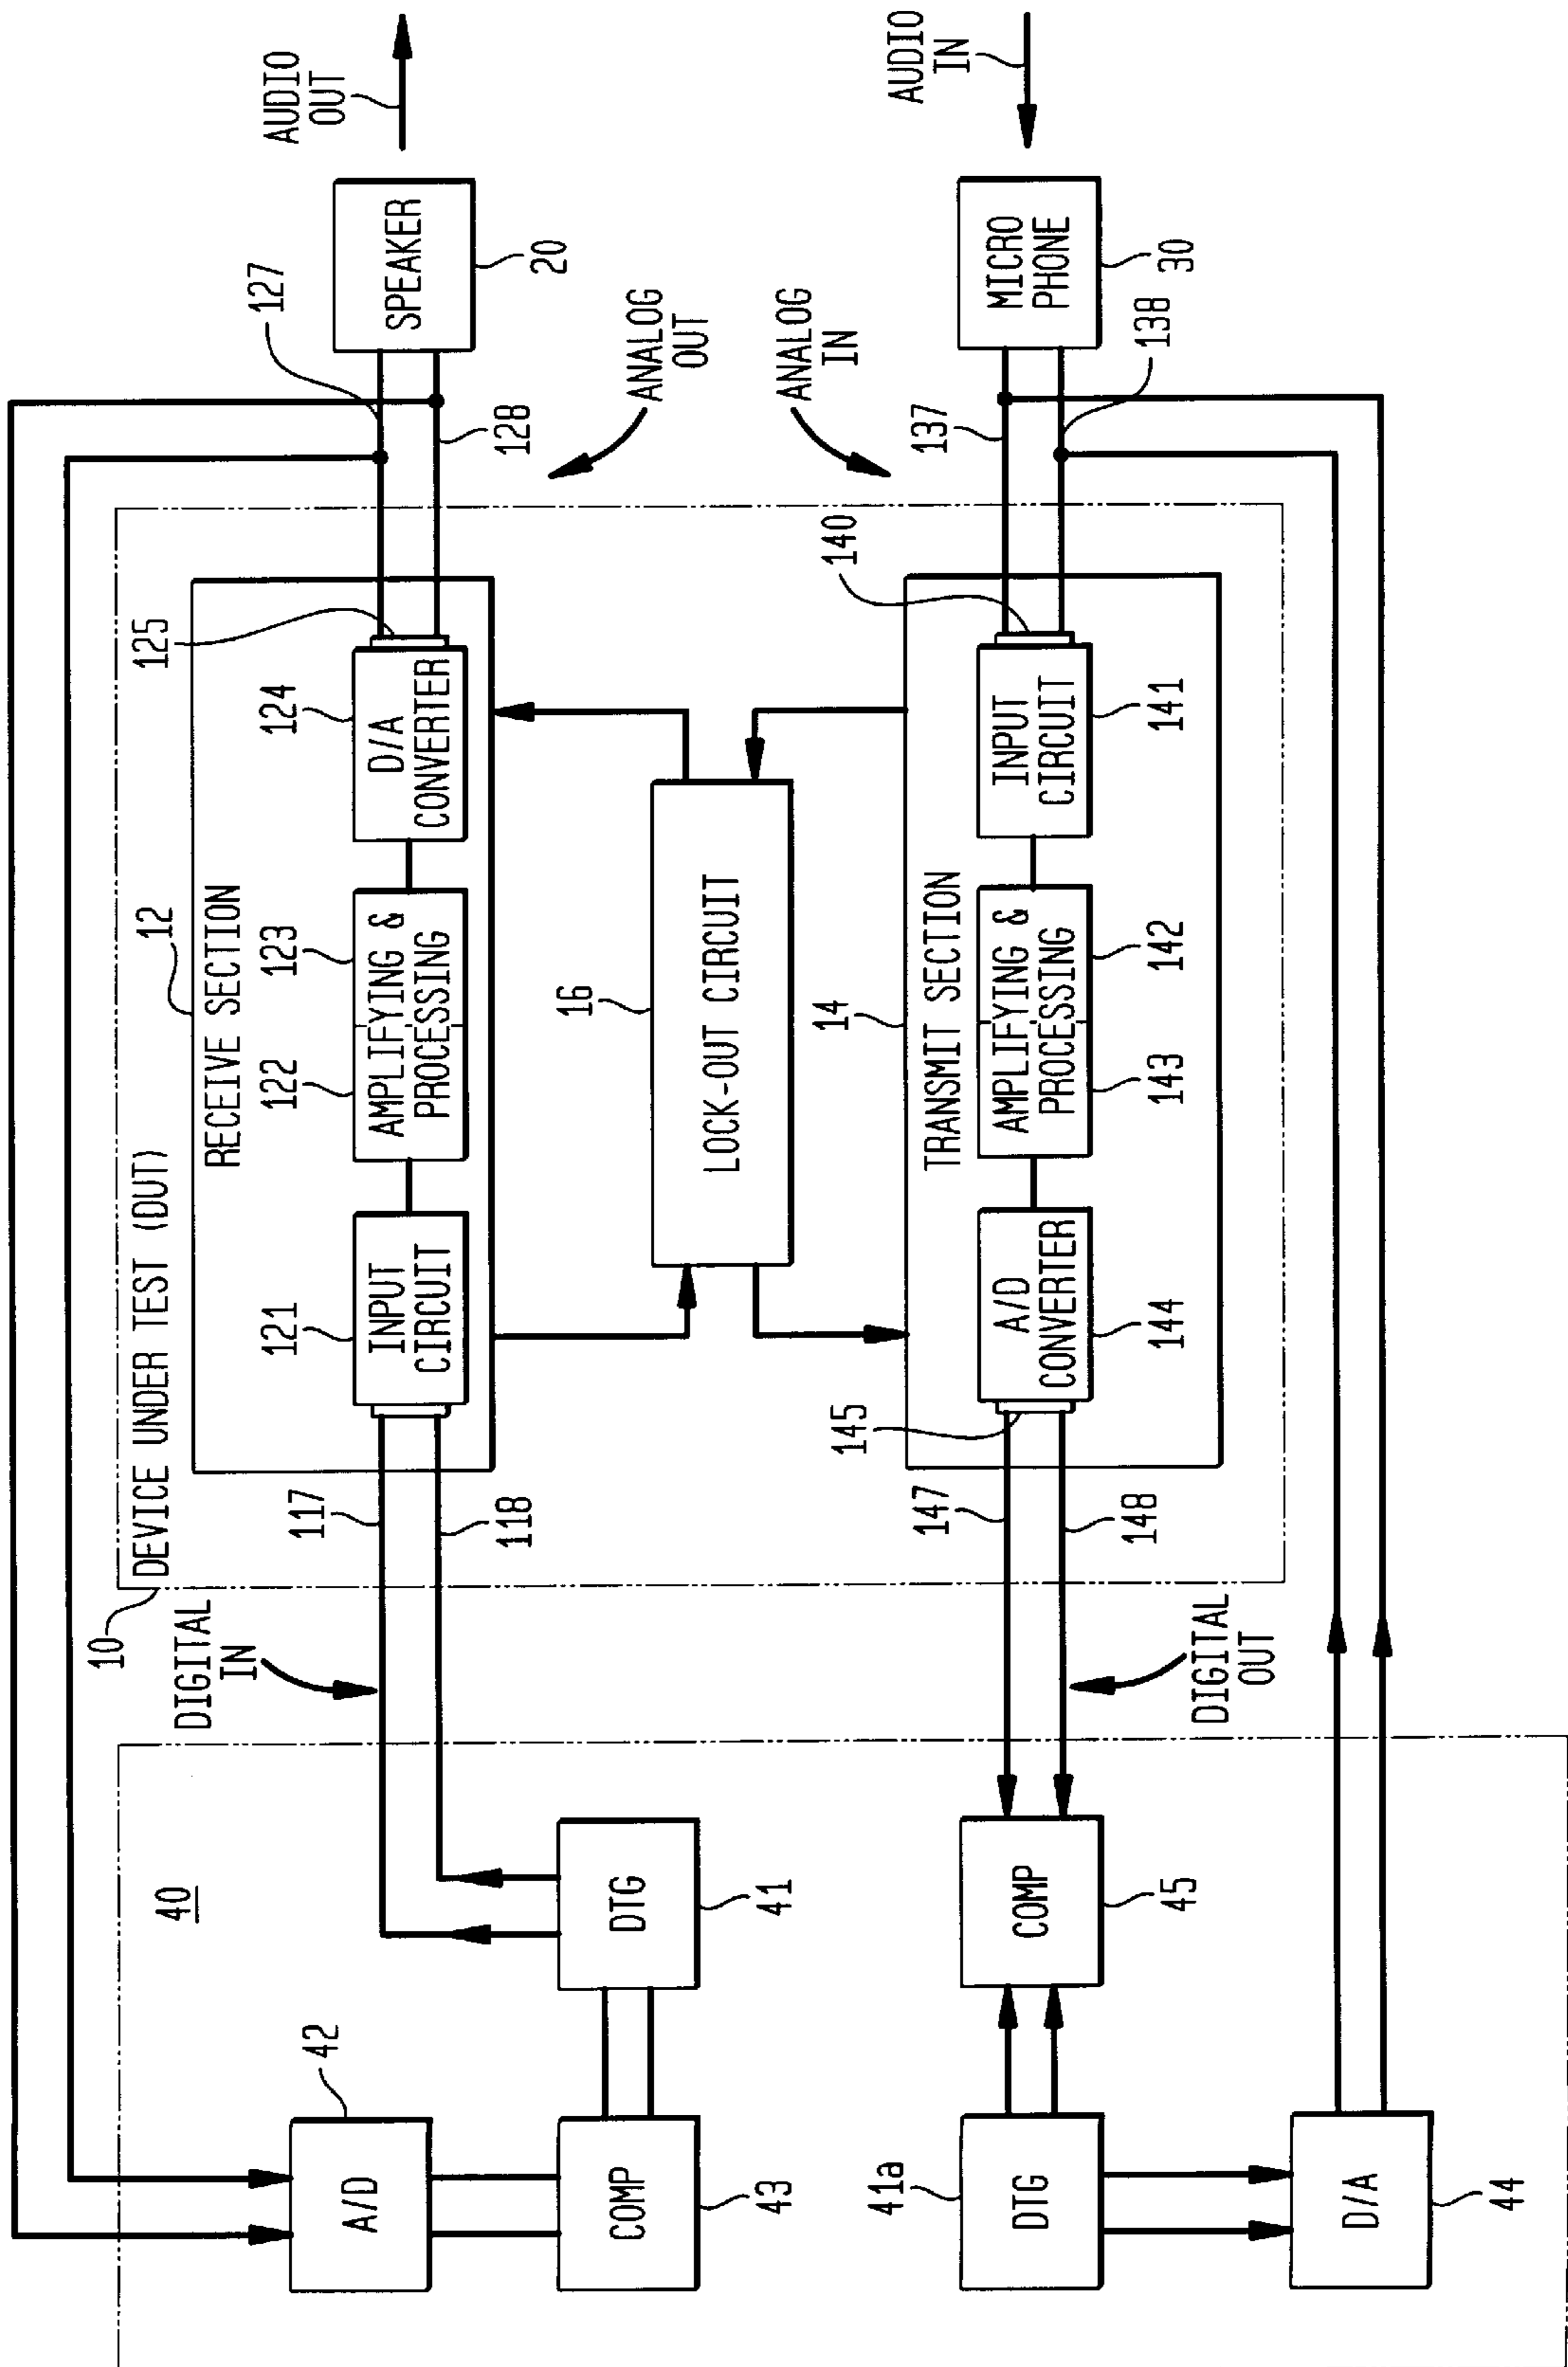 AUDIO
OUT
AUDIO
IN
SPEAKER
20
127
128
ANALOG
OUT
ANALOG
IN
MICRO
PHONE
30
137
138
10
DEVICE UNDER TEST (DUT)
12
RECEIVE SECTION
117
118
121
INPUT
CIRCUIT
122
123
AMPLIFYING &
PROCESSING
124
D/A
CONVERTER
125
16
LOCK-OUT CIRCUIT
14
TRANSMIT SECTION
140
INPUT
CIRCUIT
141
AMPLIFYING &
PROCESSING
143
142
A/D
CONVERTER
144
145
147
148
DIGITAL
IN
DIGITAL
OUT
40
42
A/D
COMP
43
DTG
41
41a
DTG
COMP
45
D/A
44